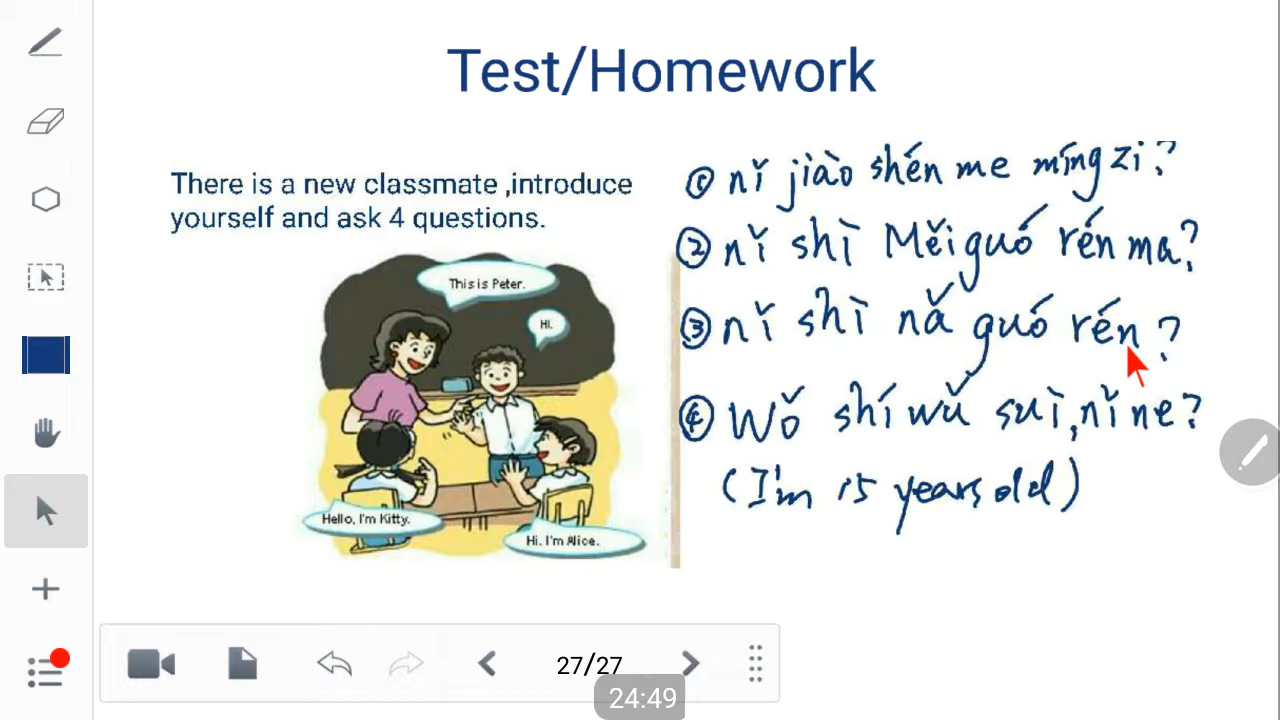 Test/Homework
There is a new classmate ,introduce
yourself and ask 4 questions.
This is Peter.
Hi.
Hello, I'm Kitty.
Hi. I'm Alice.
① nǐ jiào shén me míng zi?
② nǐ shì Měi guó rén ma?
③ nǐ shì nǎ guó rén?
④ Wǒ shí wǔ suì, nǐ ne?
(I'm 15 years old)
27/27
24:49